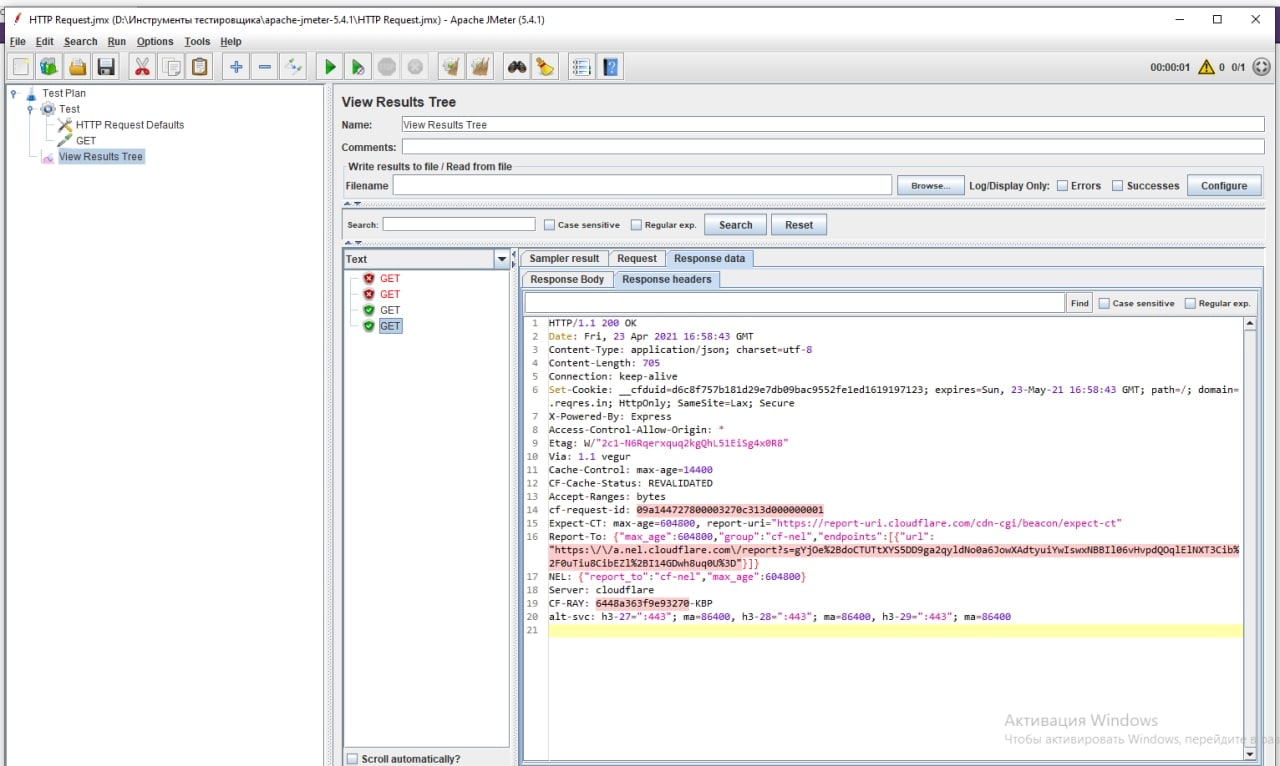 HTTP Request.jmx (D:\Инструменты тестировщика\apache-jmeter-5.4.1\HTTP Request.jmx) - Apache JMeter (5.4.1)
File Edit Search Run Options Tools Help
00:00:01 0 0/1
Test Plan
Test
HTTP Request Defaults
GET
View Results Tree
View Results Tree
Name: View Results Tree
Comments:
Write results to file / Read from file
Filename Browse... Log/Display Only: Errors Successes Configure
Search: Case sensitive Regular exp. Search Reset
Text
GET
GET
GET
GET
Scroll automatically?
Sampler result Request Response data
Response Body Response headers
Find Case sensitive Regular exp.
1 HTTP/1.1 200 OK
2 Date: Fri, 23 Apr 2021 16:58:43 GMT
3 Content-Type: application/json; charset=utf-8
4 Content-Length: 705
5 Connection: keep-alive
6 Set-Cookie: __cfduid=d6c8f757b181d29e7db09bac9552fe1ed1619197123; expires=Sun, 23-May-21 16:58:43 GMT; path=/; domain=
.reqres.in; HttpOnly; SameSite=Lax; Secure
7 X-Powered-By: Express
8 Access-Control-Allow-Origin: *
9 Etag: W/"2c1-N6Rqerxquq2kgQhL51EiSg4x0R8"
10 Via: 1.1 vegur
11 Cache-Control: max-age=14400
12 CF-Cache-Status: REVALIDATED
13 Accept-Ranges: bytes
14 cf-request-id: 09a144727800003270c313d000000001
15 Expect-CT: max-age=604800, report-uri="https://report-uri.cloudflare.com/cdn-cgi/beacon/expect-ct"
16 Report-To: {"max_age":604800,"group":"cf-nel","endpoints":[{"url":
"https:\/\/a.nel.cloudflare.com\/report?s=gYjOe%2BdoCTUTtXYS5DD9ga2qyldNo0a6JowXAdtyuiYwIswxNBBIl06vHvpdQOqlElNXT3Cib%
2F0uTiu8CibEZl%2BI14GDwh8uq0U%3D"}]}
17 NEL: {"report_to":"cf-nel","max_age":604800}
18 Server: cloudflare
19 CF-RAY: 6448a363f9e93270-KBP
20 alt-svc: h3-27=":443"; ma=86400, h3-28=":443"; ma=86400, h3-29=":443"; ma=86400
21
Активация Windows
Чтобы активировать Windows, перейдите в